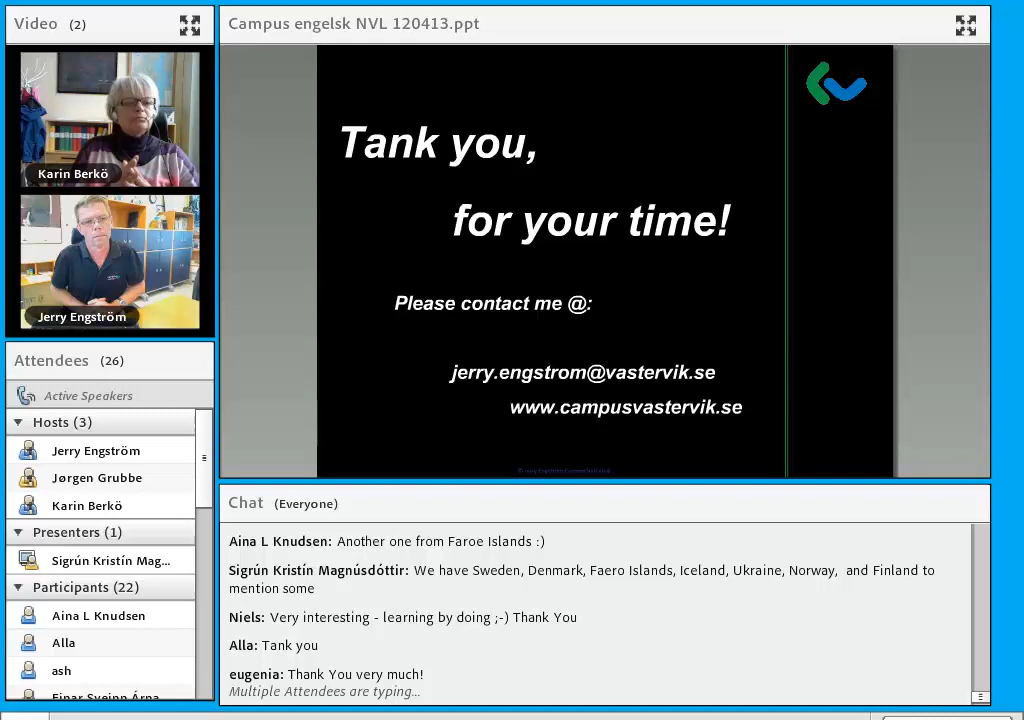 Video (2)
Karin Berkö
Jerry Engström
Attendees (26)
Active Speakers
Hosts (3)
Jerry Engström
Jørgen Grubbe
Karin Berkö
Presenters (1)
Sigrún Kristín Mag...
Participants (22)
Aina L Knudsen
Alla
ash
Einar Sveinn Árna...
Campus engelsk NVL 120413.ppt
Tank you,
for your time!
Please contact me @:
jerry.engstrom@vastervik.se
www.campusvastervik.se
Chat (Everyone)
Aina L Knudsen: Another one from Faroe Islands :)
Sigrún Kristín Magnúsdóttir: We have Sweden, Denmark, Faero Islands, Iceland, Ukraine, Norway, and Finland to
mention some
Niels: Very interesting - learning by doing ;-) Thank You
Alla: Tank you
eugenia: Thank You very much!
Multiple Attendees are typing...